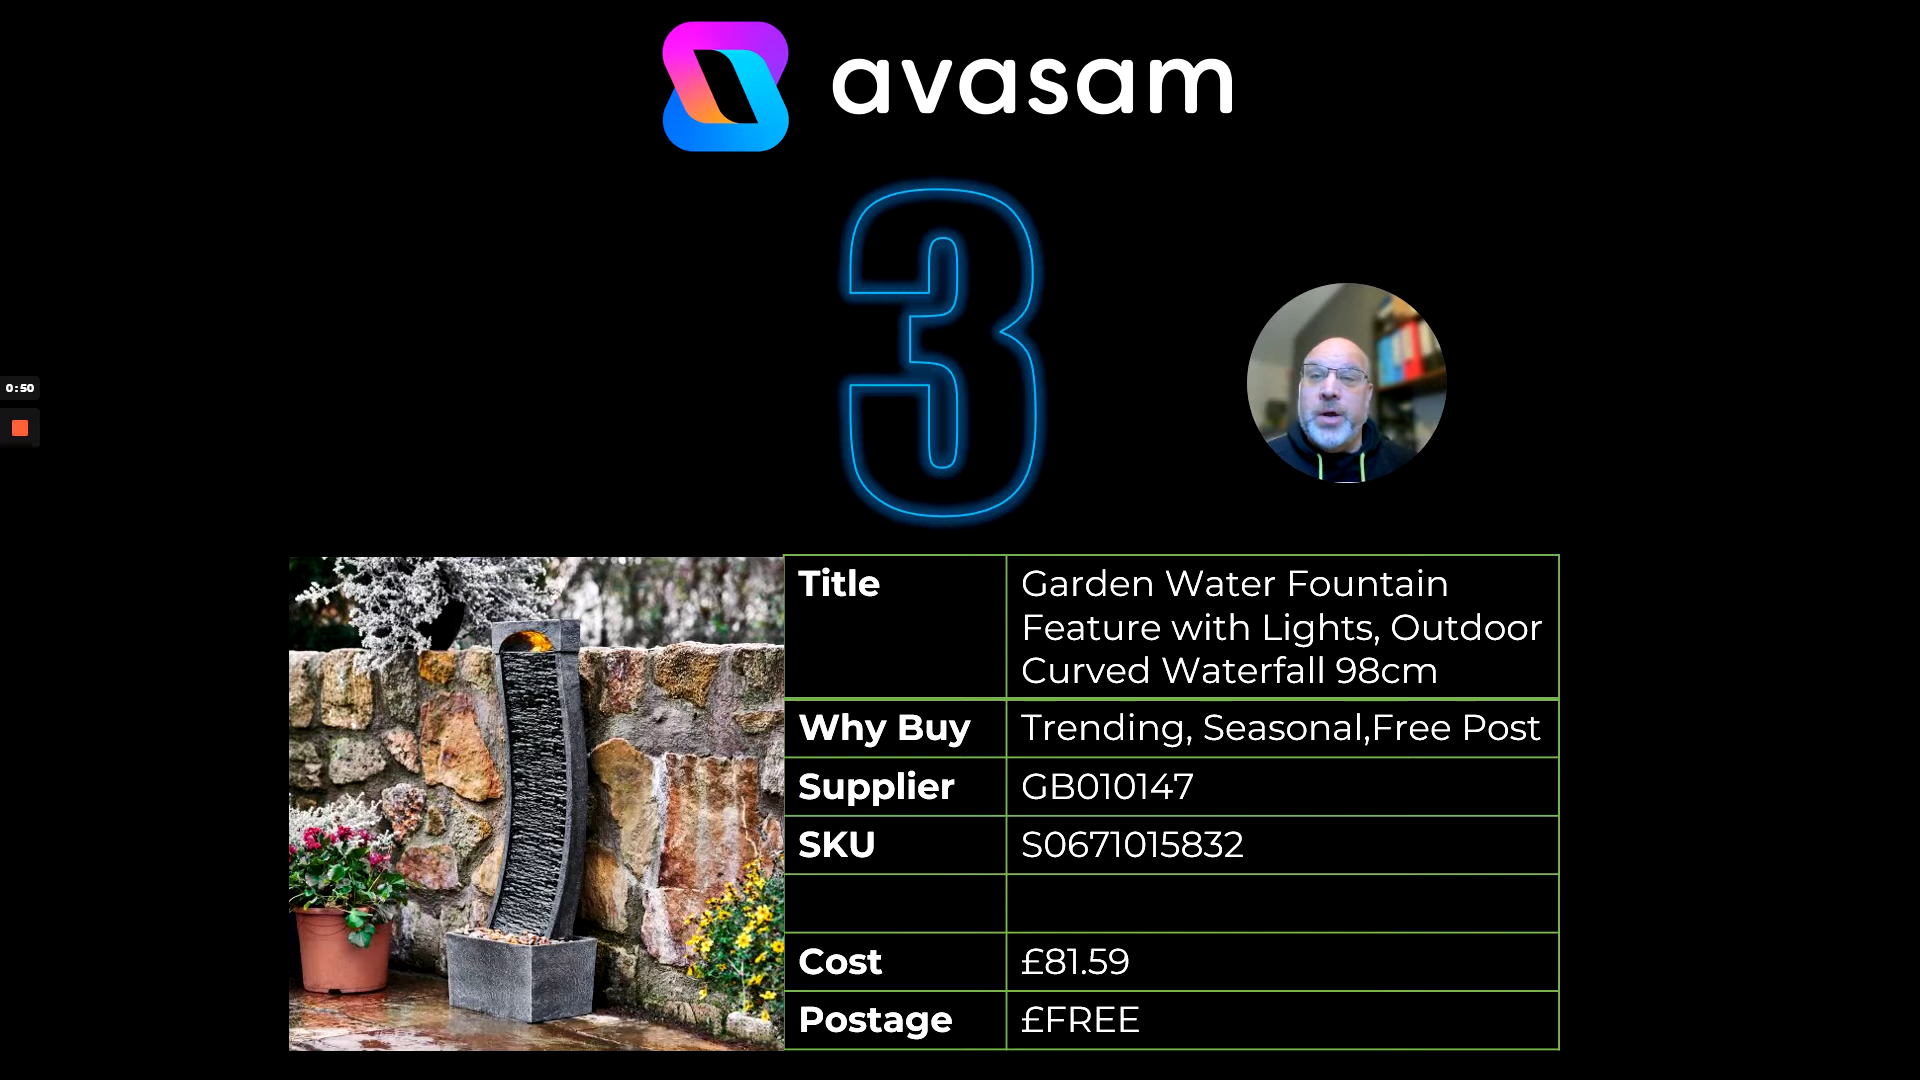 avasam
3
0:50
Title
Garden Water Fountain
Feature with Lights, Outdoor
Curved Waterfall 98cm
Why Buy
Trending, Seasonal,Free Post
Supplier
GB010147
SKU
S0671015832
Cost
£81.59
Postage
£FREE